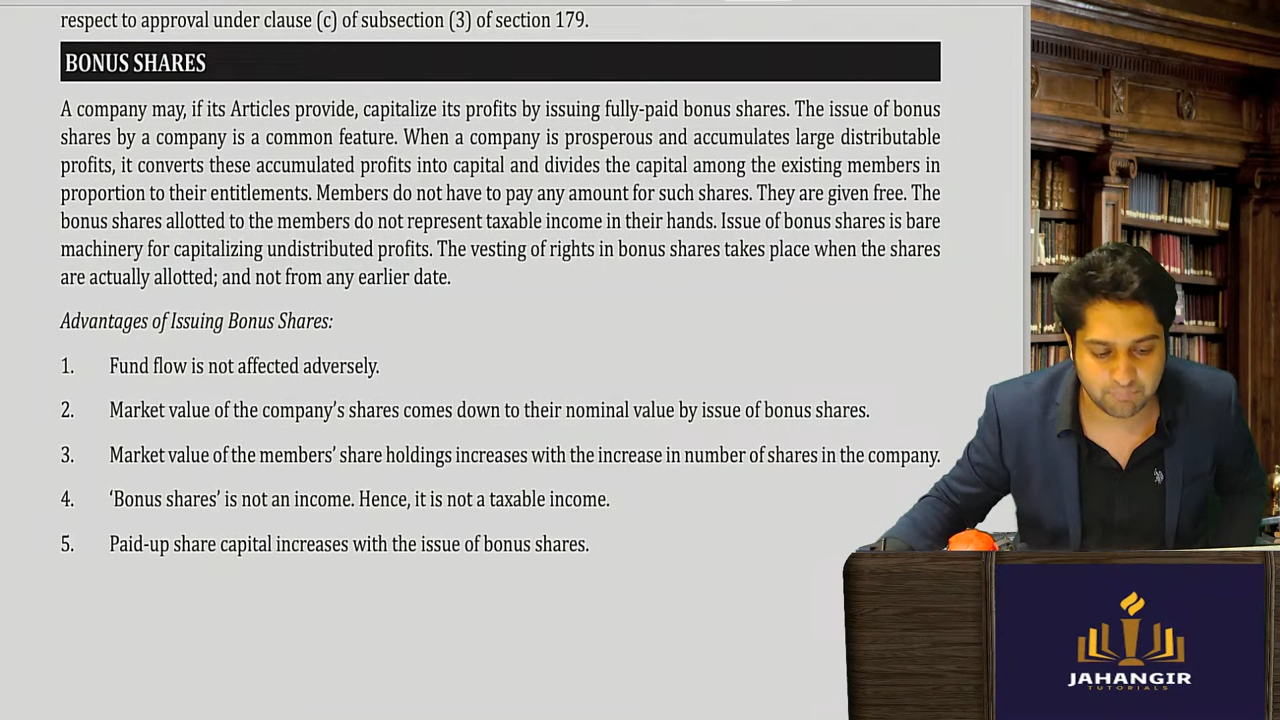 respect to approval under clause (c) of subsection (3) of section 179.
BONUS SHARES
A company may, if its Articles provide, capitalize its profits by issuing fully-paid bonus shares. The issue of bonus
shares by a company is a common feature. When a company is prosperous and accumulates large distributable
profits, it converts these accumulated profits into capital and divides the capital among the existing members in
proportion to their entitlements. Members do not have to pay any amount for such shares. They are given free. The
bonus shares allotted to the members do not represent taxable income in their hands. Issue of bonus shares is bare
machinery for capitalizing undistributed profits. The vesting of rights in bonus shares takes place when the shares
are actually allotted; and not from any earlier date.
Advantages of Issuing Bonus Shares:
1. Fund flow is not affected adversely.
2. Market value of the company’s shares comes down to their nominal value by issue of bonus shares.
3. Market value of the members’ share holdings increases with the increase in number of shares in the company.
4. ‘Bonus shares’ is not an income. Hence, it is not a taxable income.
5. Paid-up share capital increases with the issue of bonus shares.
JAHANGIR
TUTORIALS